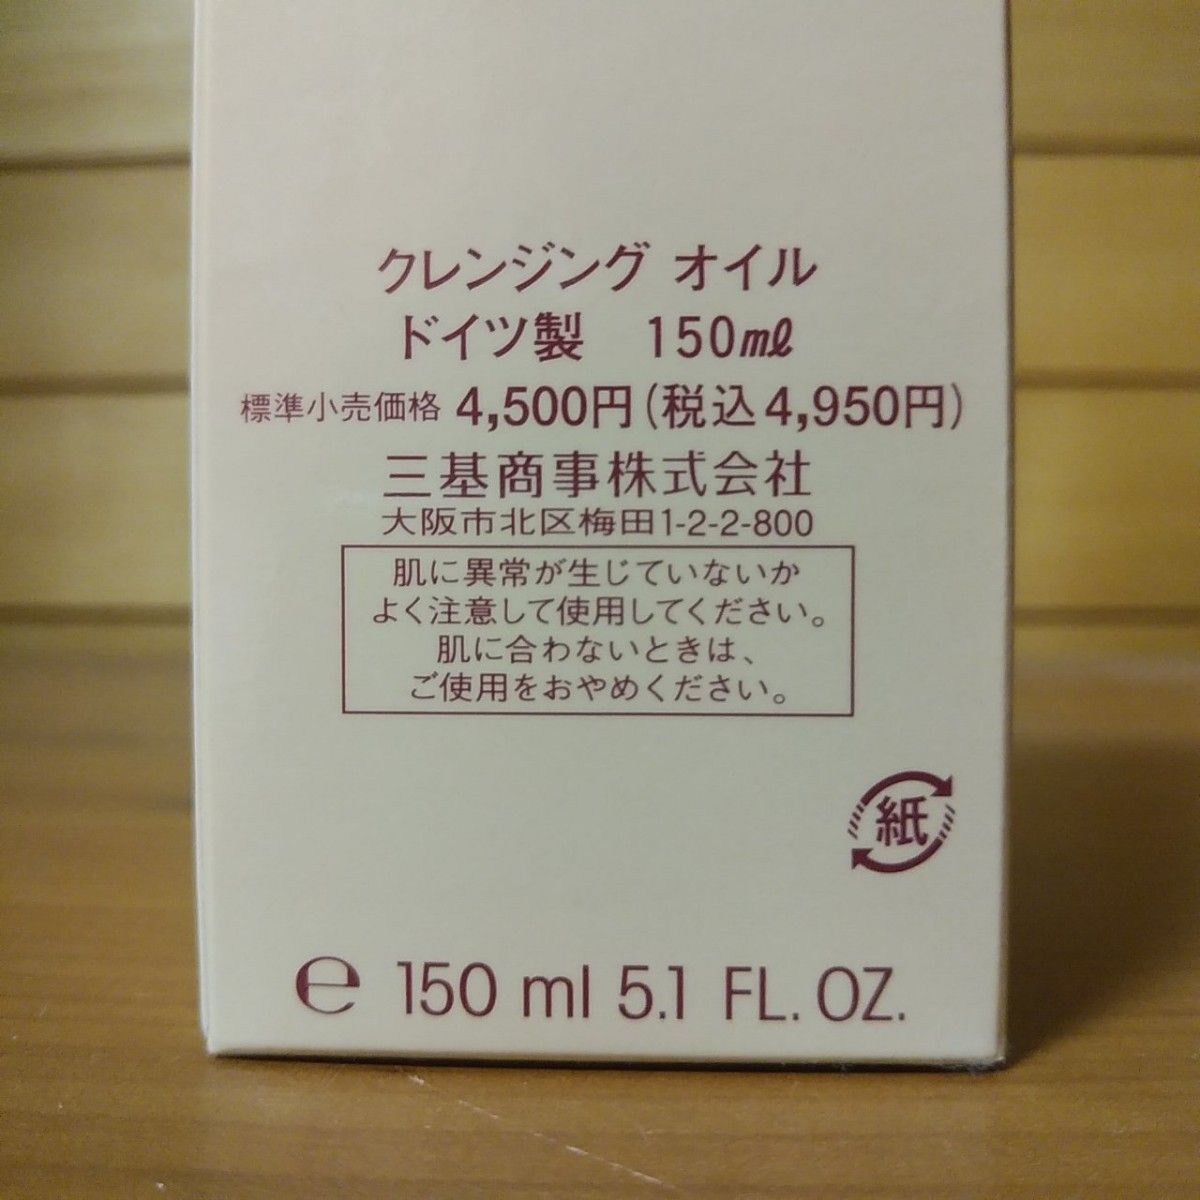 クレンジング オイル
ドイツ製 150㎖
標準小売価格 4,500円(税込4,950円)
三基商事株式会社
大阪市北区梅田1-2-2-800
肌に異常が生じていないか
よく注意して使用してください。
肌に合わないときは、
ご使用をおやめください。
紙
℮ 150 ml 5.1 FL. OZ.